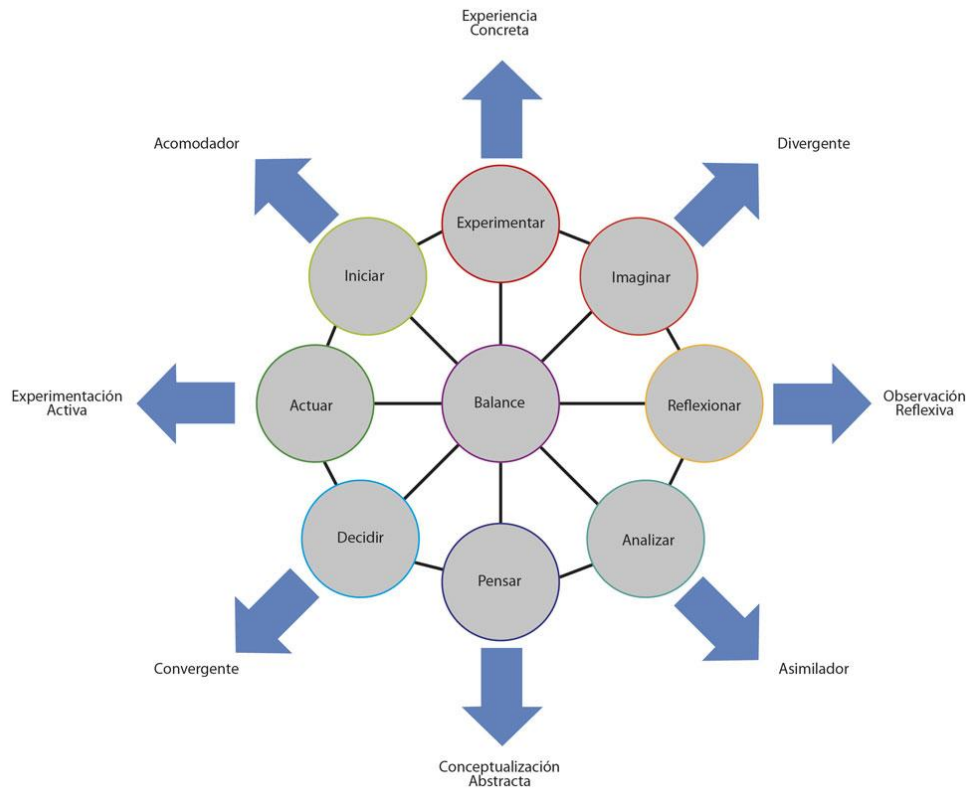 Experiencia
Concreta
Acomodador
Divergente
Experimentar
Iniciar
Imaginar
Experimentación
Activa
Actuar
Balance
Reflexionar
Observación
Reflexiva
Decidir
Analizar
Pensar
Convergente
Asimilador
Conceptualización
Abstracta